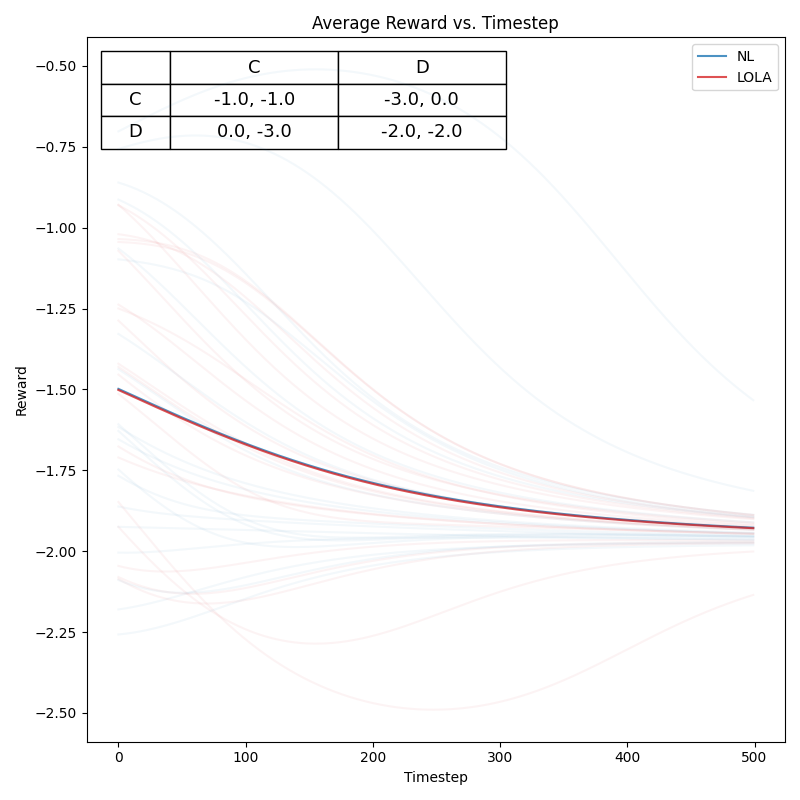 Average Reward vs. Timestep
NL
LOLA
C D
C -1.0, -1.0 -3.0, 0.0
D 0.0, -3.0 -2.0, -2.0
Reward
−0.50
−0.75
−1.00
−1.25
−1.50
−1.75
−2.00
−2.25
−2.50
0 100 200 300 400 500
Timestep